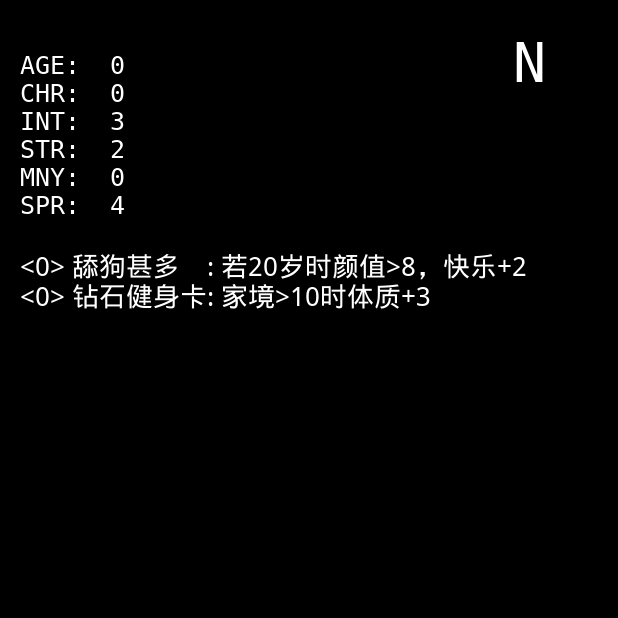 N
AGE: 0
CHR: 0
INT: 3
STR: 2
MNY: 0
SPR: 4
<0> 舔狗甚多 : 若20岁时颜值>8，快乐+2
<0> 钻石健身卡: 家境>10时体质+3